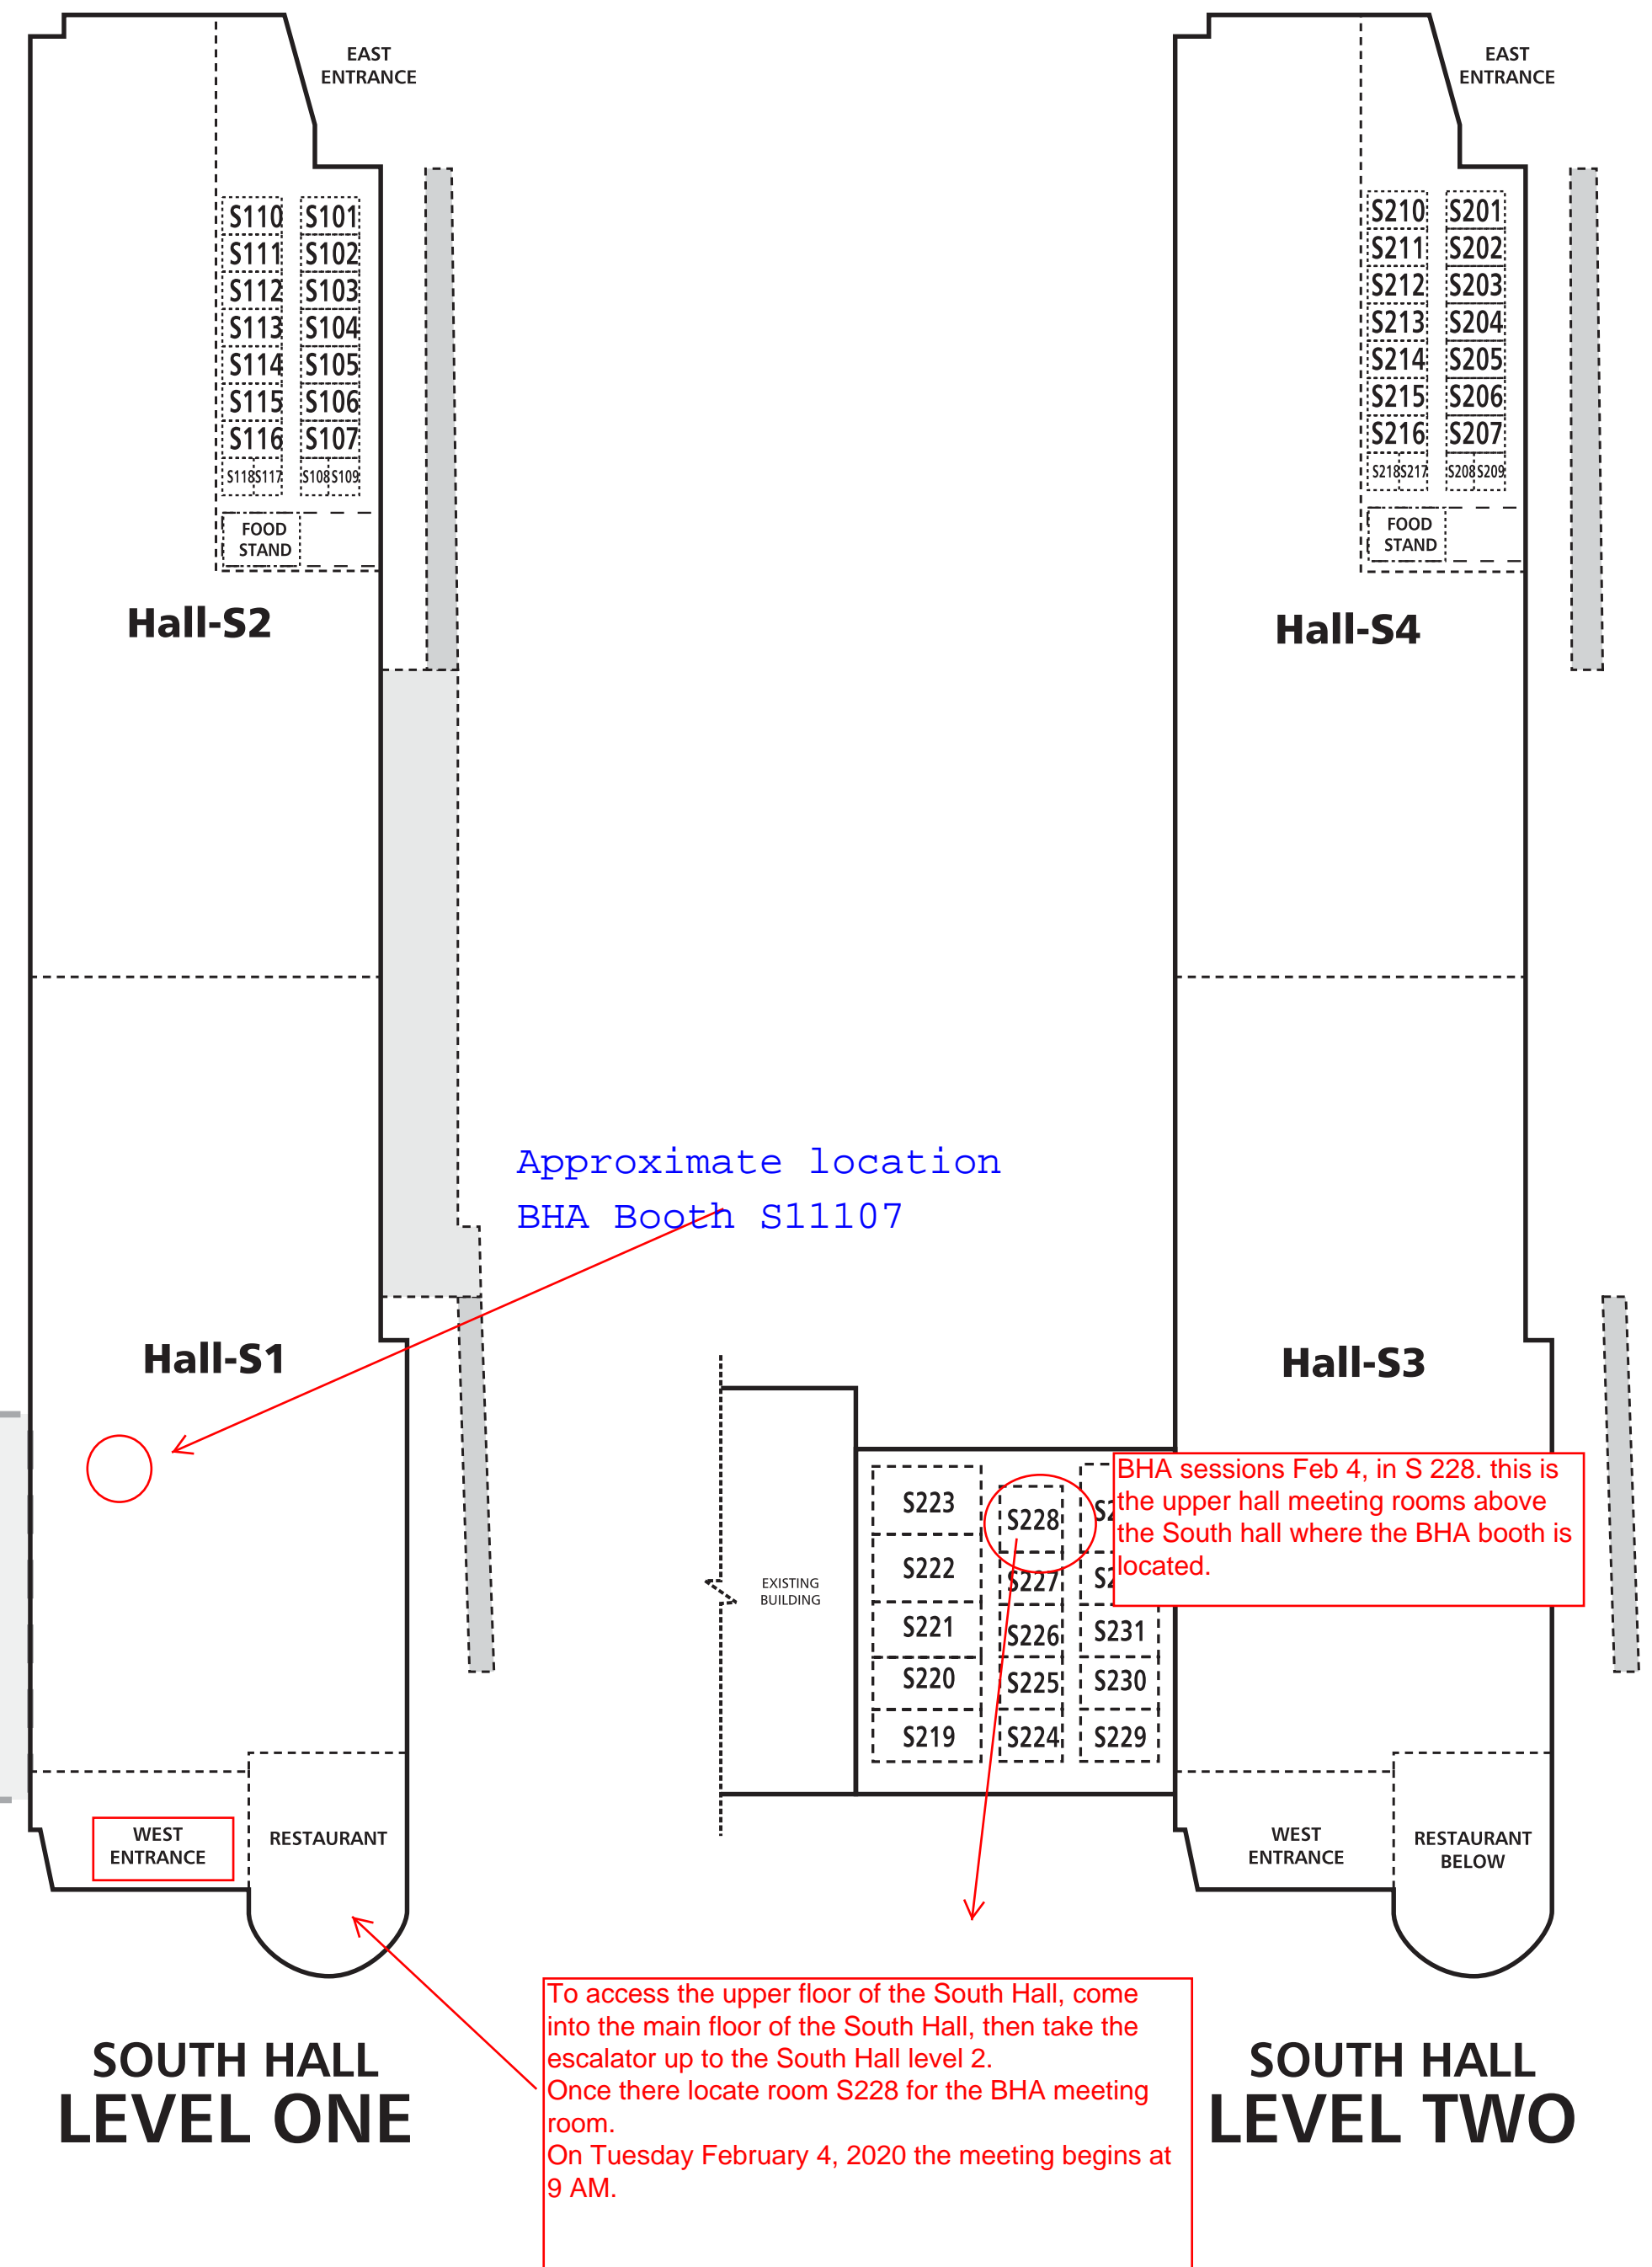 EAST
ENTRANCE
S110 S101
S111 S102
S112 S103
S113 S104
S114 S105
S115 S106
S116 S107
S118 S117 S108 S109
FOOD
STAND
Hall-S2
Approximate location
BHA Booth S11107
Hall-S1
WEST
ENTRANCE
RESTAURANT
SOUTH HALL
LEVEL ONE
EAST
ENTRANCE
S210 S201
S211 S202
S212 S203
S213 S204
S214 S205
S215 S206
S216 S207
S218 S217 S208 S209
FOOD
STAND
Hall-S4
Hall-S3
BHA sessions Feb 4, in S 228. this is
the upper hall meeting rooms above
the South hall where the BHA booth is
located.
EXISTING
BUILDING
S223 S228
S222 S227
S221 S226 S231
S220 S225 S230
S219 S224 S229
WEST
ENTRANCE
RESTAURANT
BELOW
To access the upper floor of the South Hall, come
into the main floor of the South Hall, then take the
escalator up to the South Hall level 2.
Once there locate room S228 for the BHA meeting
room.
On Tuesday February 4, 2020 the meeting begins at
9 AM.
SOUTH HALL
LEVEL TWO